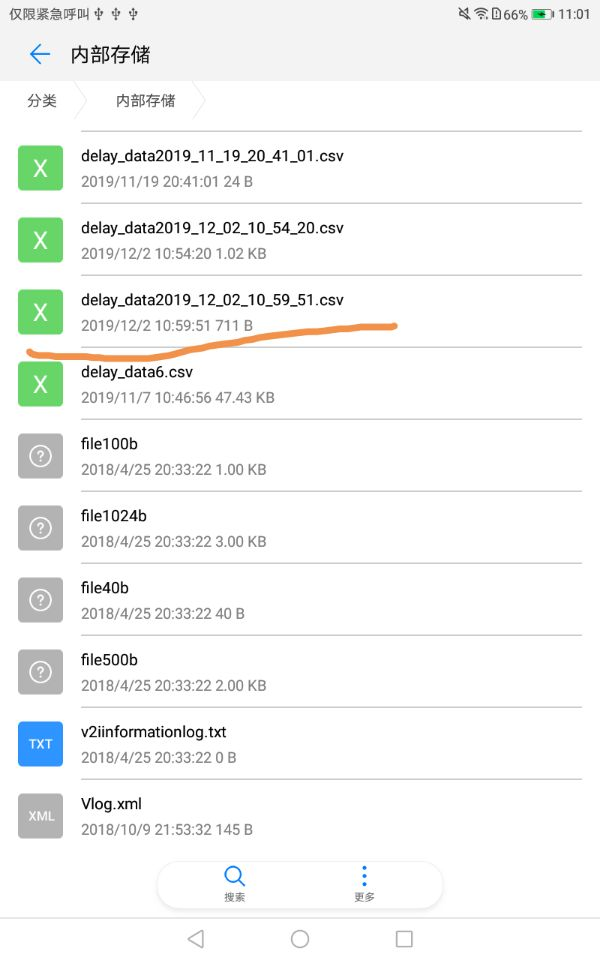 仅限紧急呼叫 66% 11:01
内部存储
分类 内部存储
X delay_data2019_11_19_20_41_01.csv
2019/11/19 20:41:01 24 B
X delay_data2019_12_02_10_54_20.csv
2019/12/2 10:54:20 1.02 KB
X delay_data2019_12_02_10_59_51.csv
2019/12/2 10:59:51 711 B
X delay_data6.csv
2019/11/7 10:46:56 47.43 KB
? file100b
2018/4/25 20:33:22 1.00 KB
? file1024b
2018/4/25 20:33:22 3.00 KB
? file40b
2018/4/25 20:33:22 40 B
? file500b
2018/4/25 20:33:22 2.00 KB
TXT v2iinformationlog.txt
2018/4/25 20:33:22 0 B
XML Vlog.xml
2018/10/9 21:53:32 145 B
搜索 更多